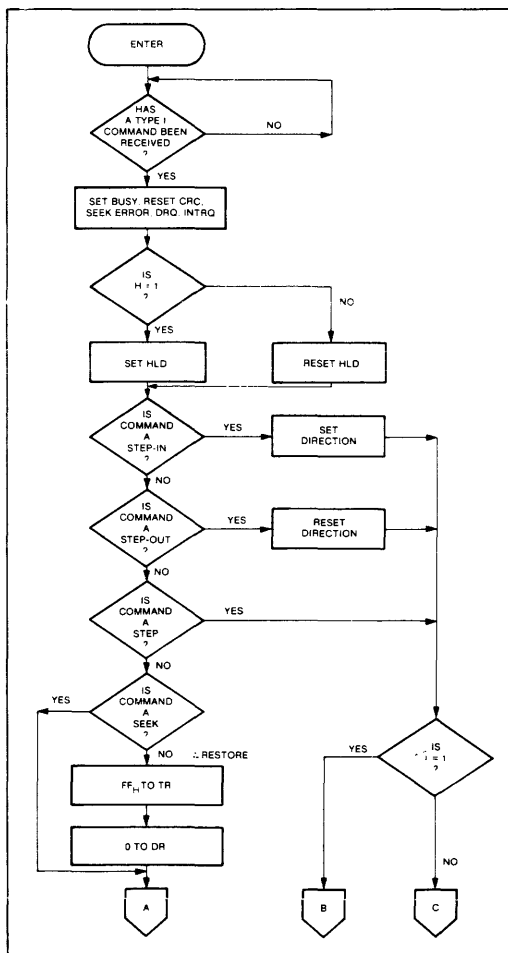 ENTER
HAS
A TYPE I
COMMAND BEEN
RECEIVED
?
NO
YES
SET BUSY, RESET CRC,
SEEK ERROR, DRQ, INTRQ
IS
H = 1
?
NO
YES
SET HLD
RESET HLD
IS
COMMAND
A
STEP-IN
?
YES
SET
DIRECTION
NO
IS
COMMAND
A
STEP-OUT
?
YES
RESET
DIRECTION
NO
IS
COMMAND
A
STEP
?
YES
NO
IS
COMMAND
A
SEEK
?
YES
NO ∴ RESTORE
IS
= 1
?
YES
NO
FFH TO TR
0 TO DR
A
B
C